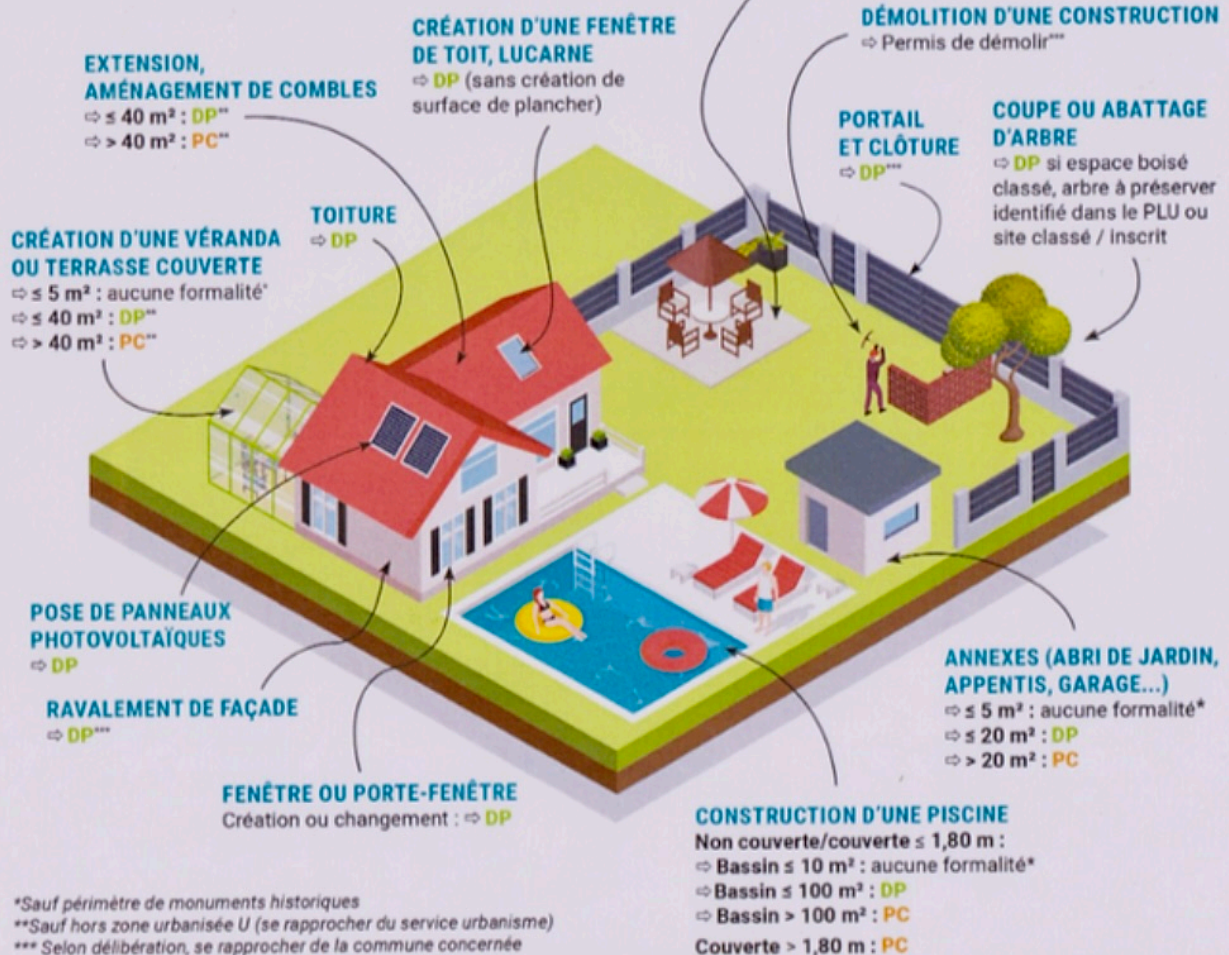 CRÉATION D'UNE FENÊTRE
DE TOIT, LUCARNE
⇨ DP (sans création de
surface de plancher)
DÉMOLITION D'UNE CONSTRUCTION
⇨ Permis de démolir***
EXTENSION,
AMÉNAGEMENT DE COMBLES
⇨ ≤ 40 m² : DP**
⇨ > 40 m² : PC**
PORTAIL
ET CLÔTURE
⇨ DP***
COUPE OU ABATTAGE
D'ARBRE
⇨ DP si espace boisé
classé, arbre à préserver
identifié dans le PLU ou
site classé / inscrit
TOITURE
⇨ DP
CRÉATION D'UNE VÉRANDA
OU TERRASSE COUVERTE
⇨ ≤ 5 m² : aucune formalité*
⇨ ≤ 40 m² : DP**
⇨ > 40 m² : PC**
POSE DE PANNEAUX
PHOTOVOLTAÏQUES
⇨ DP
RAVALEMENT DE FAÇADE
⇨ DP***
FENÊTRE OU PORTE-FENÊTRE
Création ou changement : ⇨ DP
ANNEXES (ABRI DE JARDIN,
APPENTIS, GARAGE...)
⇨ ≤ 5 m² : aucune formalité*
⇨ ≤ 20 m² : DP
⇨ > 20 m² : PC
CONSTRUCTION D'UNE PISCINE
Non couverte/couverte ≤ 1,80 m :
⇨ Bassin ≤ 10 m² : aucune formalité*
⇨ Bassin ≤ 100 m² : DP
⇨ Bassin > 100 m² : PC
Couverte > 1,80 m : PC
*Sauf périmètre de monuments historiques
**Sauf hors zone urbanisée U (se rapprocher du service urbanisme)
*** Selon délibération, se rapprocher de la commune concernée